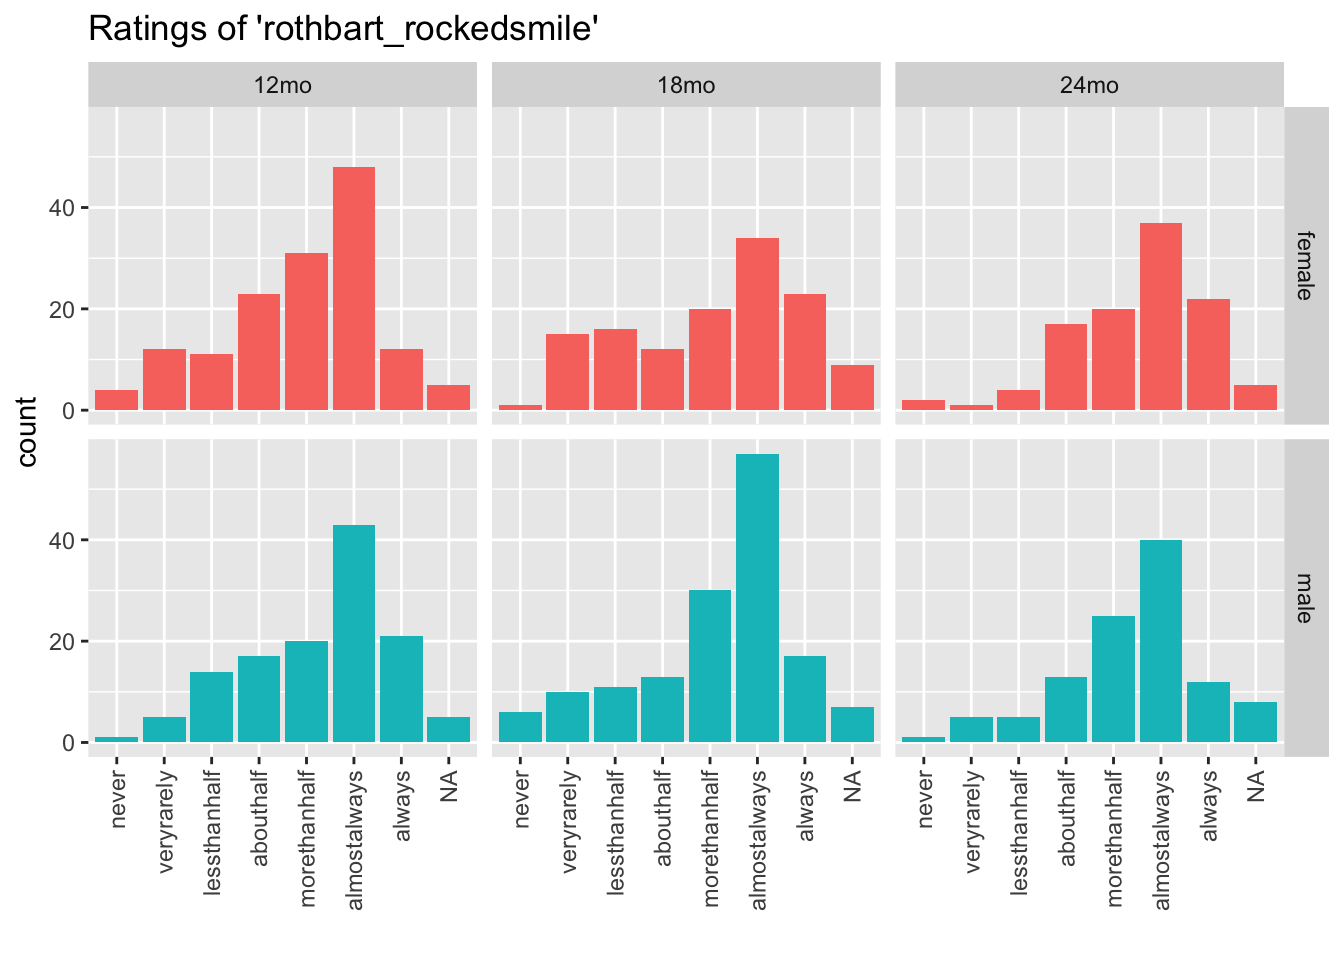 Ratings of 'rothbart_rockedsmile'
12mo 18mo 24mo
count
40
20
0
female
40
20
0
male
never veryrarely lessthanhalf abouthalf morethanhalf almostalways always NA never veryrarely lessthanhalf abouthalf morethanhalf almostalways always NA never veryrarely lessthanhalf abouthalf morethanhalf almostalways always NA